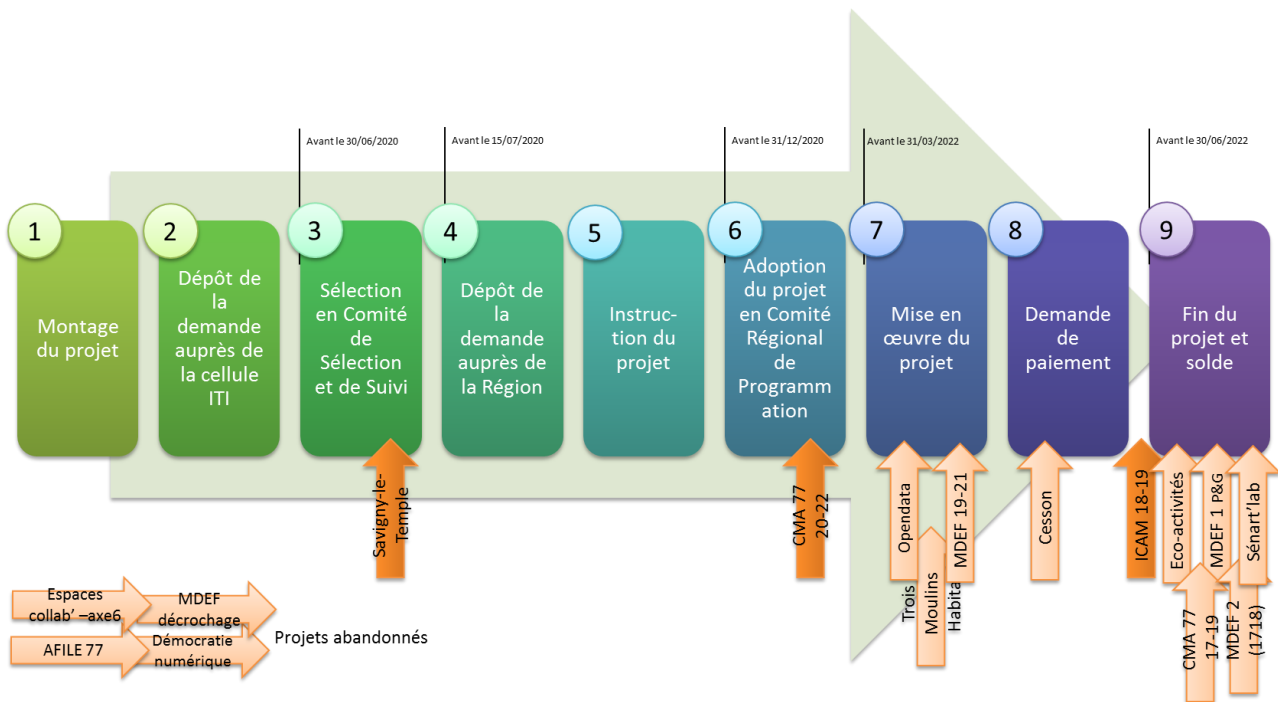 Avant le 30/06/2020
Avant le 15/07/2020
Avant le 31/12/2020
Avant le 31/03/2022
Avant le 30/06/2022
1
Montage
du projet
2
Dépôt de
la
demande
auprès de
la cellule
ITI
3
Sélection
en Comité
de
Sélection
et de Suivi
4
Dépôt de
la
demande
auprès de
la Région
5
Instruc-
tion du
projet
6
Adoption
du projet
en Comité
Régional
de
Programm
ation
7
Mise en
œuvre du
projet
8
Demande
de
paiement
9
Fin du
projet et
solde
Savigny-le-
Temple
CMA 77
20-22
Opendata
Trois
Moulins
Habitat
MDEF 19-21
Cesson
ICAM 18-19
Eco-activités
CMA 77
17-19
MDEF 1 P&G
MDEF 2
(1718)
Sénart'lab
Espaces
collab' –axe6
MDEF
décrochage
AFILE 77
Démocratie
numérique
Projets abandonnés